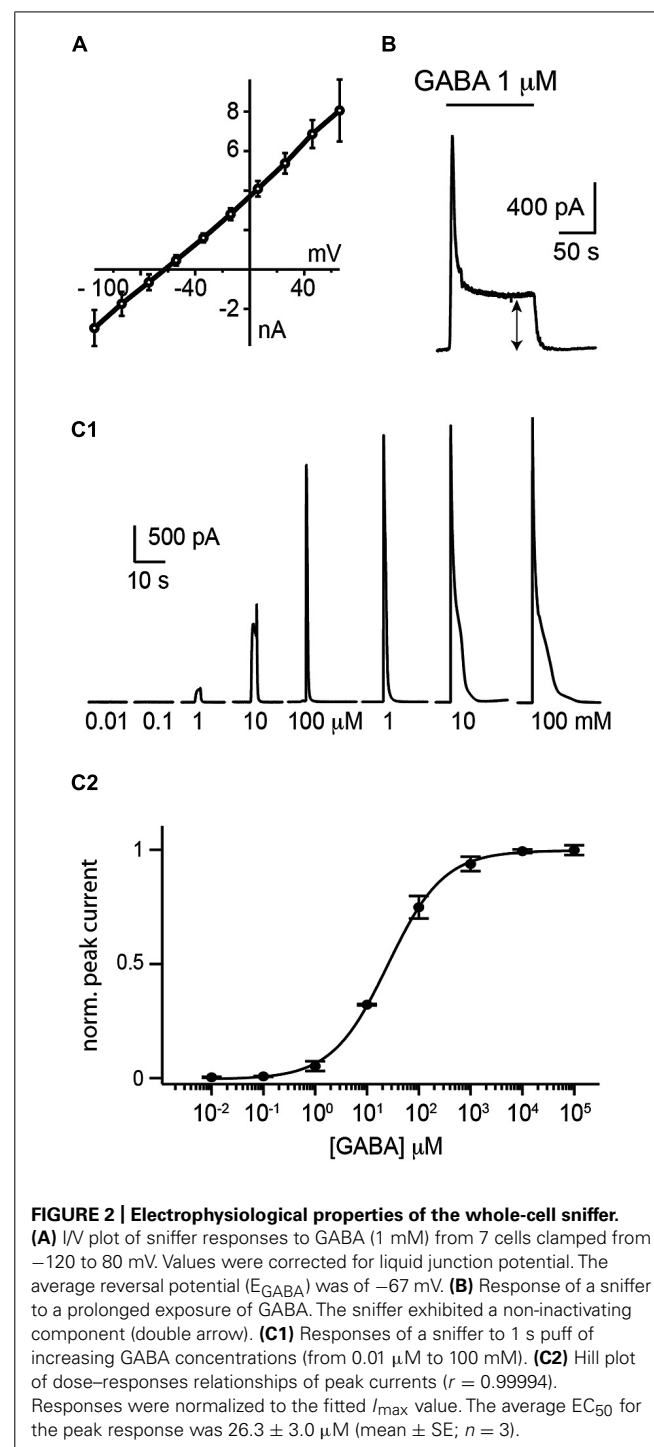 A
8
6
mV
- 100
-40
40
-2
nA
B
GABA 1 µM
400 pA
50 s
C1
500 pA
10 s
0.01 0.1 1 10 100 µM 1 10 100 mM
C2
norm. peak current
1
0.5
0
10⁻² 10⁻¹ 10⁰ 10¹ 10² 10³ 10⁴ 10⁵
[GABA] µM
FIGURE 2 | Electrophysiological properties of the whole-cell sniffer.
(A) I/V plot of sniffer responses to GABA (1 mM) from 7 cells clamped from
−120 to 80 mV. Values were corrected for liquid junction potential. The
average reversal potential (E_GABA) was of −67 mV. (B) Response of a sniffer
to a prolonged exposure of GABA. The sniffer exhibited a non-inactivating
component (double arrow). (C1) Responses of a sniffer to 1 s puff of
increasing GABA concentrations (from 0.01 µM to 100 mM). (C2) Hill plot
of dose–responses relationships of peak currents (r = 0.99994).
Responses were normalized to the fitted I_max value. The average EC₅₀ for
the peak response was 26.3 ± 3.0 µM (mean ± SE; n = 3).